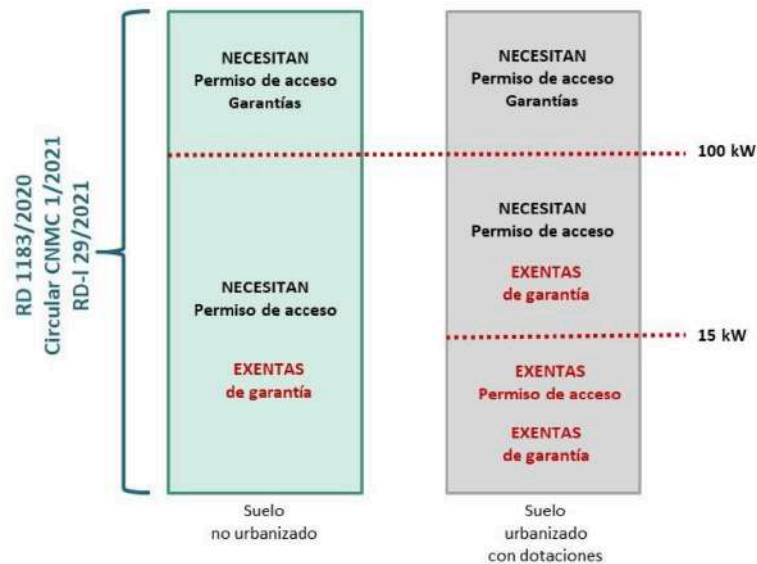 RD 1183/2020
Circular CNMC 1/2021
RD-l 29/2021
NECESITAN
Permiso de acceso
Garantías
NECESITAN
Permiso de acceso
EXENTAS
de garantía
Suelo
no urbanizado
NECESITAN
Permiso de acceso
Garantías
100 kW
NECESITAN
Permiso de acceso
EXENTAS
de garantía
15 kW
EXENTAS
Permiso de acceso
EXENTAS
de garantía
Suelo
urbanizado
con dotaciones